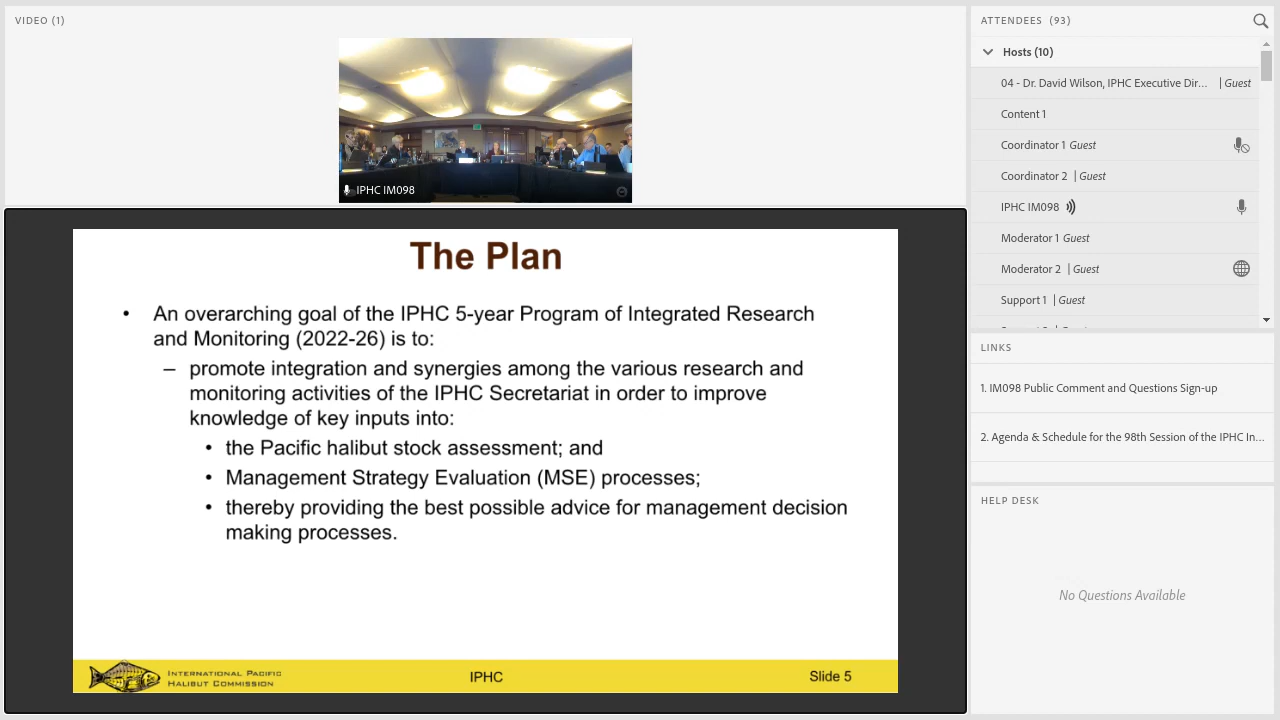 VIDEO (1)
IPHC IM098
The Plan
• An overarching goal of the IPHC 5-year Program of Integrated Research
and Monitoring (2022-26) is to:
– promote integration and synergies among the various research and
monitoring activities of the IPHC Secretariat in order to improve
knowledge of key inputs into:
• the Pacific halibut stock assessment; and
• Management Strategy Evaluation (MSE) processes;
• thereby providing the best possible advice for management decision
making processes.
INTERNATIONAL PACIFIC
HALIBUT COMMISSION
IPHC
Slide 5
ATTENDEES (93)
Hosts (10)
04 - Dr. David Wilson, IPHC Executive Dir... | Guest
Content 1
Coordinator 1 Guest
Coordinator 2 | Guest
IPHC IM098
Moderator 1 Guest
Moderator 2 | Guest
Support 1 | Guest
LINKS
1. IM098 Public Comment and Questions Sign-up
2. Agenda & Schedule for the 98th Session of the IPHC In...
HELP DESK
No Questions Available